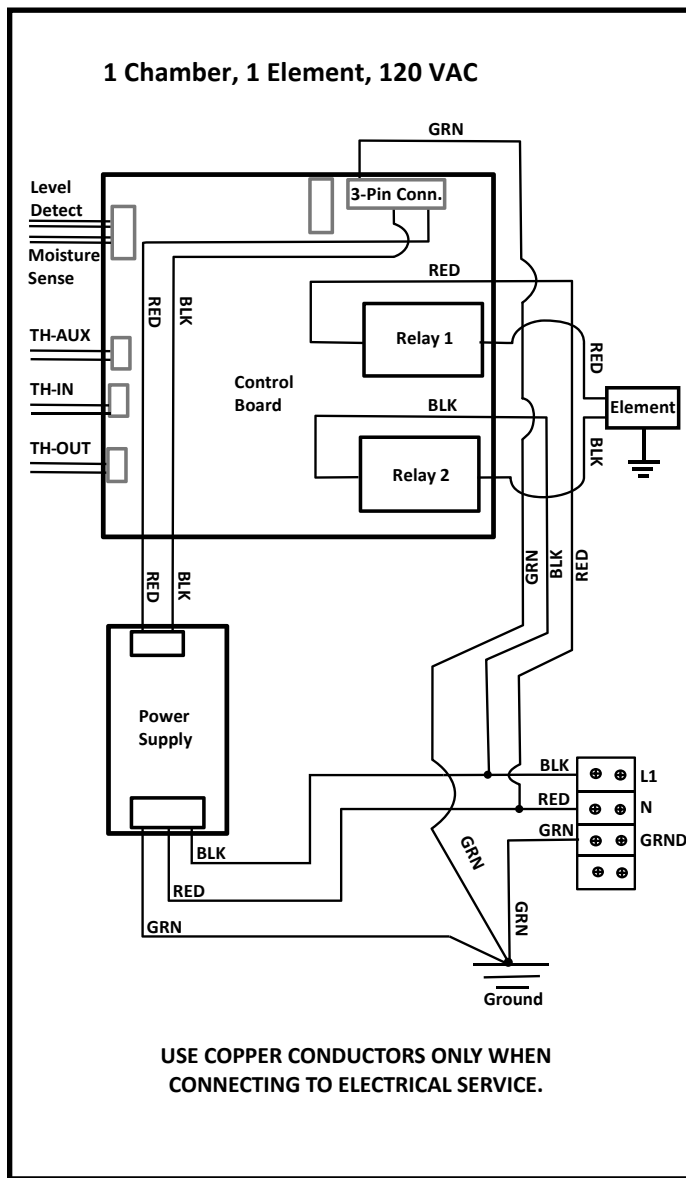 1 Chamber, 1 Element, 120 VAC
GRN
3-Pin Conn.
Level
Detect
Moisture
Sense
RED
BLK
RED
TH-AUX
Relay 1
RED
TH-IN
Control
Board
BLK
Element
TH-OUT
Relay 2
BLK
GRN
BLK
RED
RED
BLK
Power
Supply
BLK
L1
RED
N
GRN
GRND
BLK
GRN
RED
GRN
GRN
Ground
USE COPPER CONDUCTORS ONLY WHEN
CONNECTING TO ELECTRICAL SERVICE.